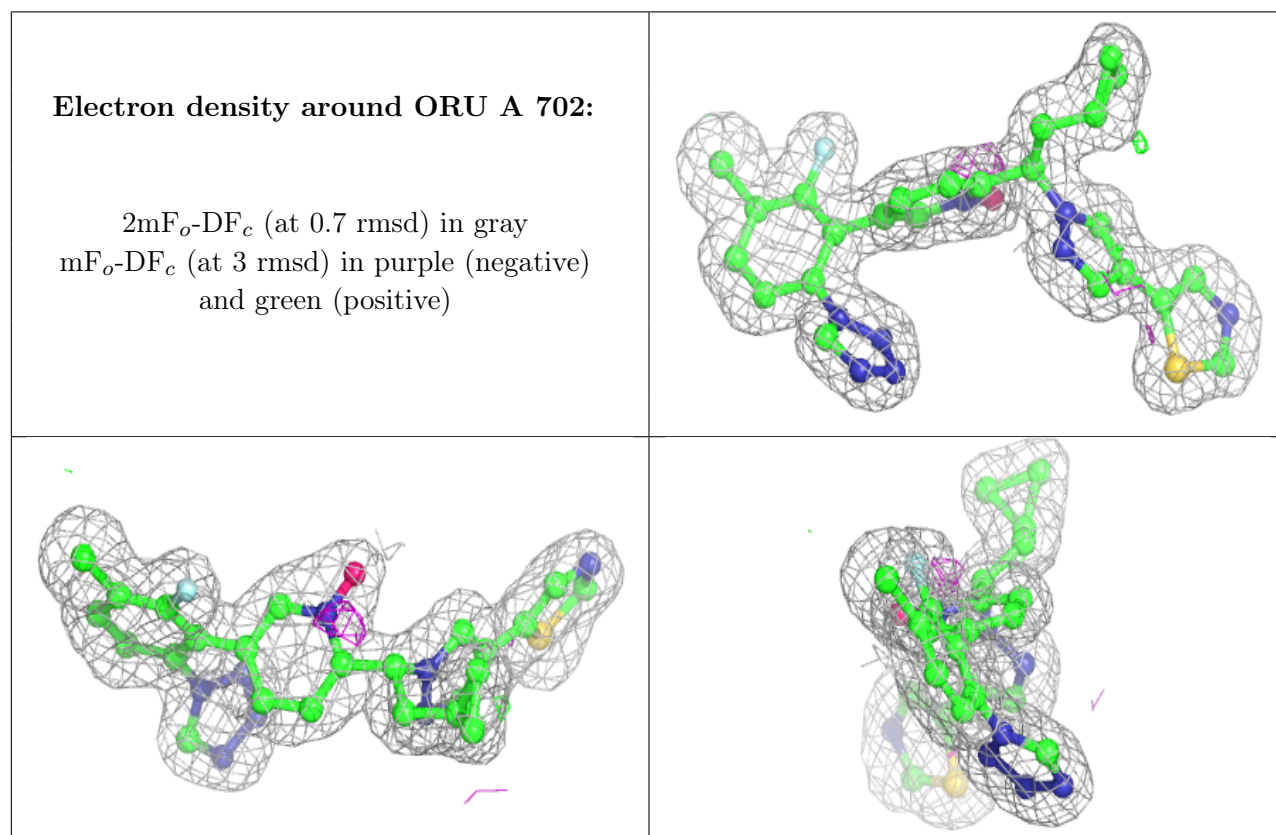 Electron density around ORU A 702:
2mFo-DFc (at 0.7 rmsd) in gray
mFo-DFc (at 3 rmsd) in purple (negative)
and green (positive)